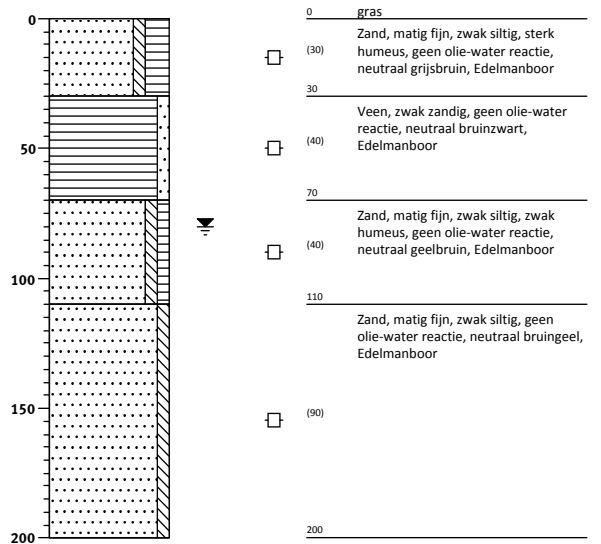 0
50
100
150
200
0 gras
Zand, matig fijn, zwak siltig, sterk
(30) humeus, geen olie-water reactie,
neutraal grijsbruin, Edelmanboor
30
Veen, zwak zandig, geen olie-water
(40) reactie, neutraal bruinzwart,
Edelmanboor
70
Zand, matig fijn, zwak siltig, zwak
(40) humeus, geen olie-water reactie,
neutraal geelbruin, Edelmanboor
110
Zand, matig fijn, zwak siltig, geen
olie-water reactie, neutraal bruingeel,
Edelmanboor
(90)
200